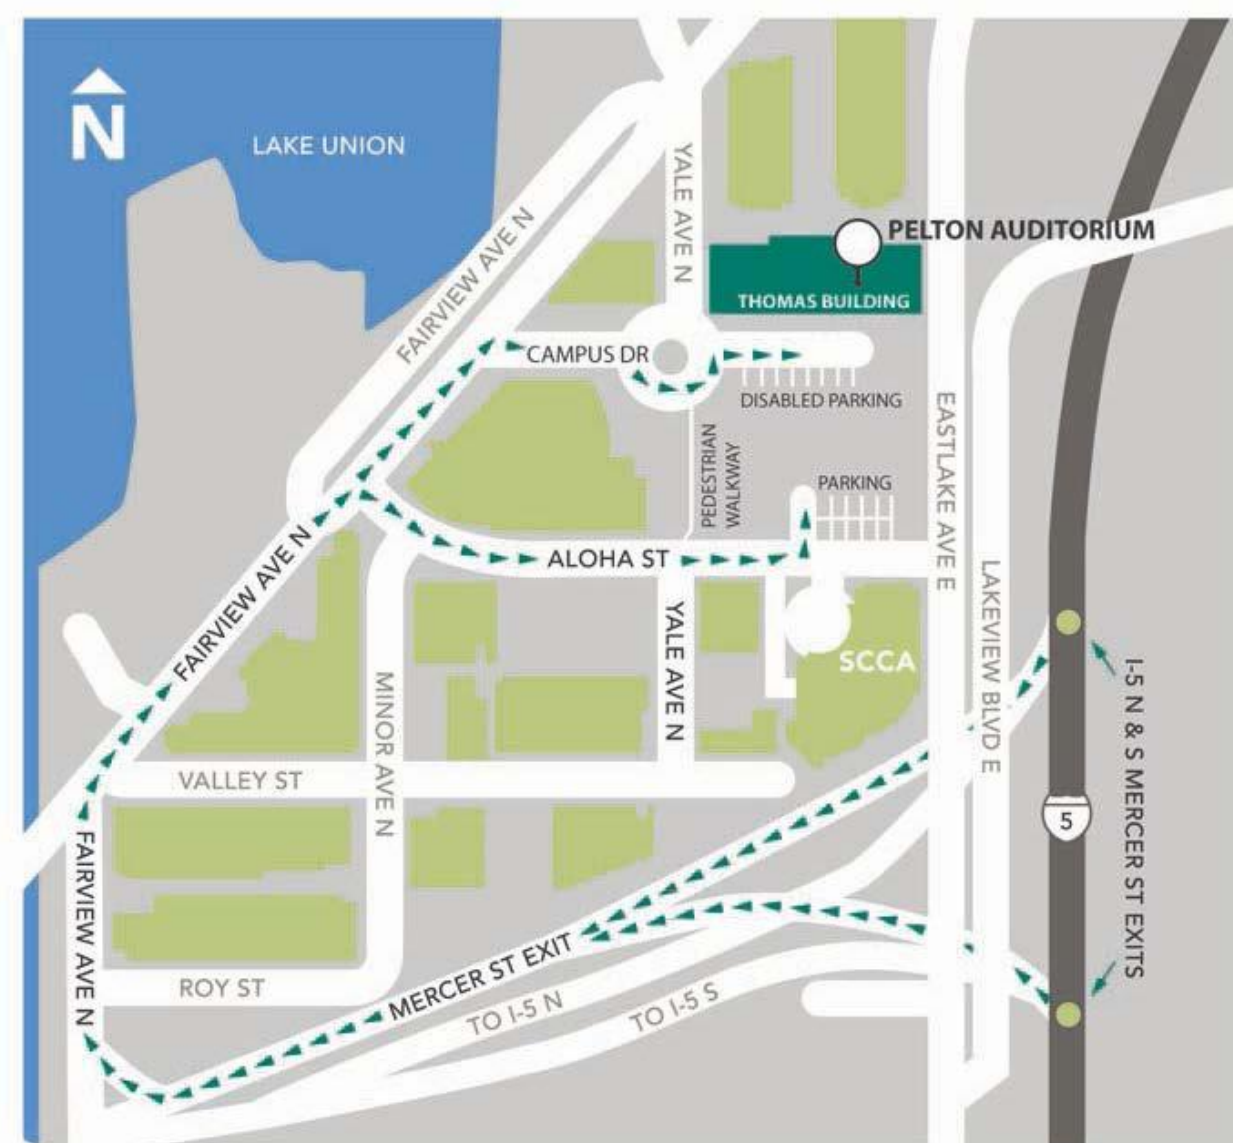 N
LAKE UNION
FAIRVIEW AVE N
YALE AVE N
PELTON AUDITORIUM
THOMAS BUILDING
CAMPUS DR
DISABLED PARKING
PEDESTRIAN
WALKWAY
PARKING
EASTLAKE AVE E
ALOHA ST
FAIRVIEW AVE N
YALE AVE N
SCCA
LAKEVIEW BLVD E
MINOR AVE N
I-5 N & S MERCER ST EXITS
VALLEY ST
5
FAIRVIEW AVE N
MERCER ST EXIT
ROY ST
TO I-5 N
TO I-5 S